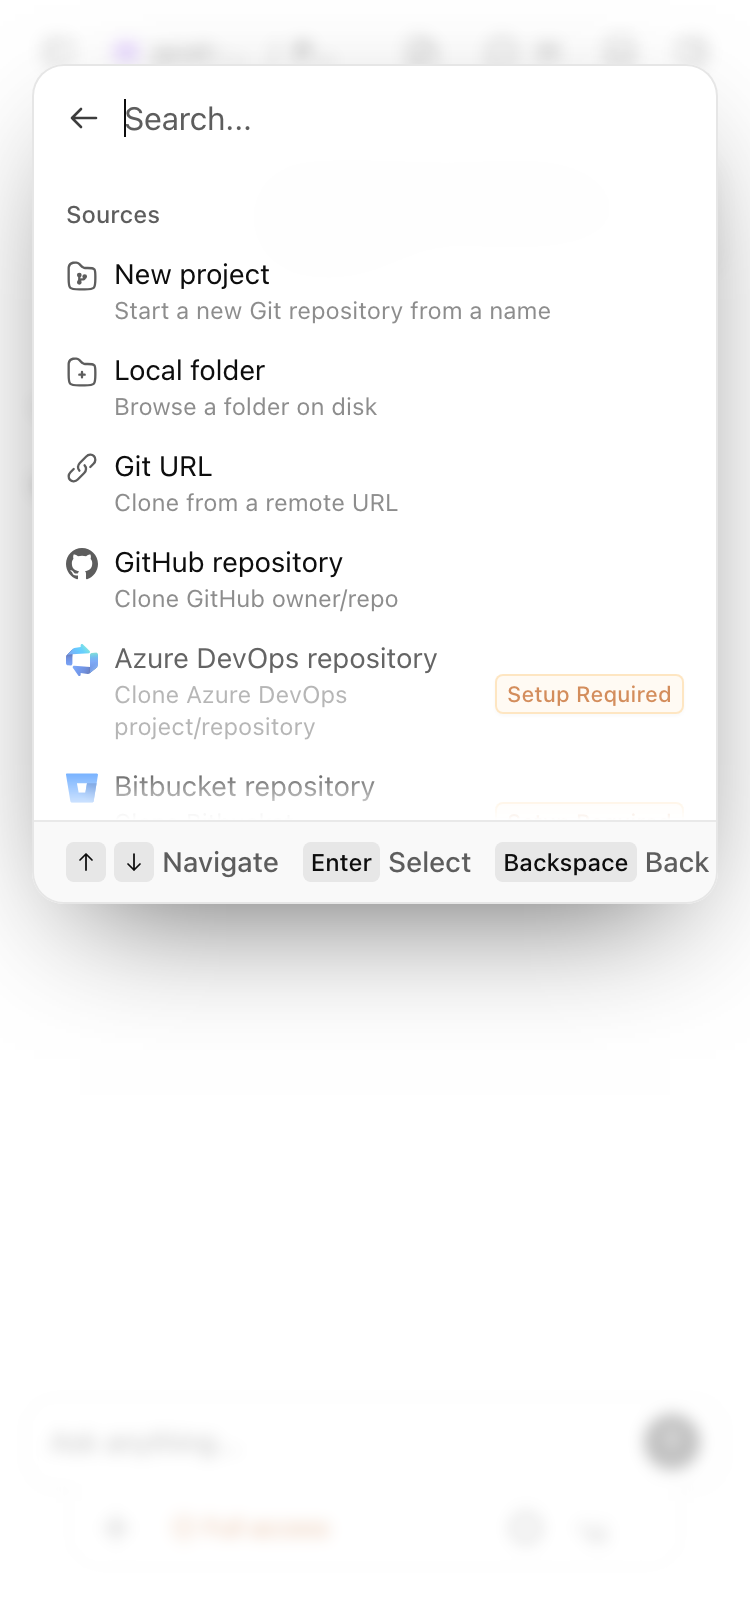 Search...
Sources
New project
Start a new Git repository from a name
Local folder
Browse a folder on disk
Git URL
Clone from a remote URL
GitHub repository
Clone GitHub owner/repo
Azure DevOps repository
Clone Azure DevOps
project/repository
Setup Required
Bitbucket repository
↑ ↓ Navigate Enter Select Backspace Back